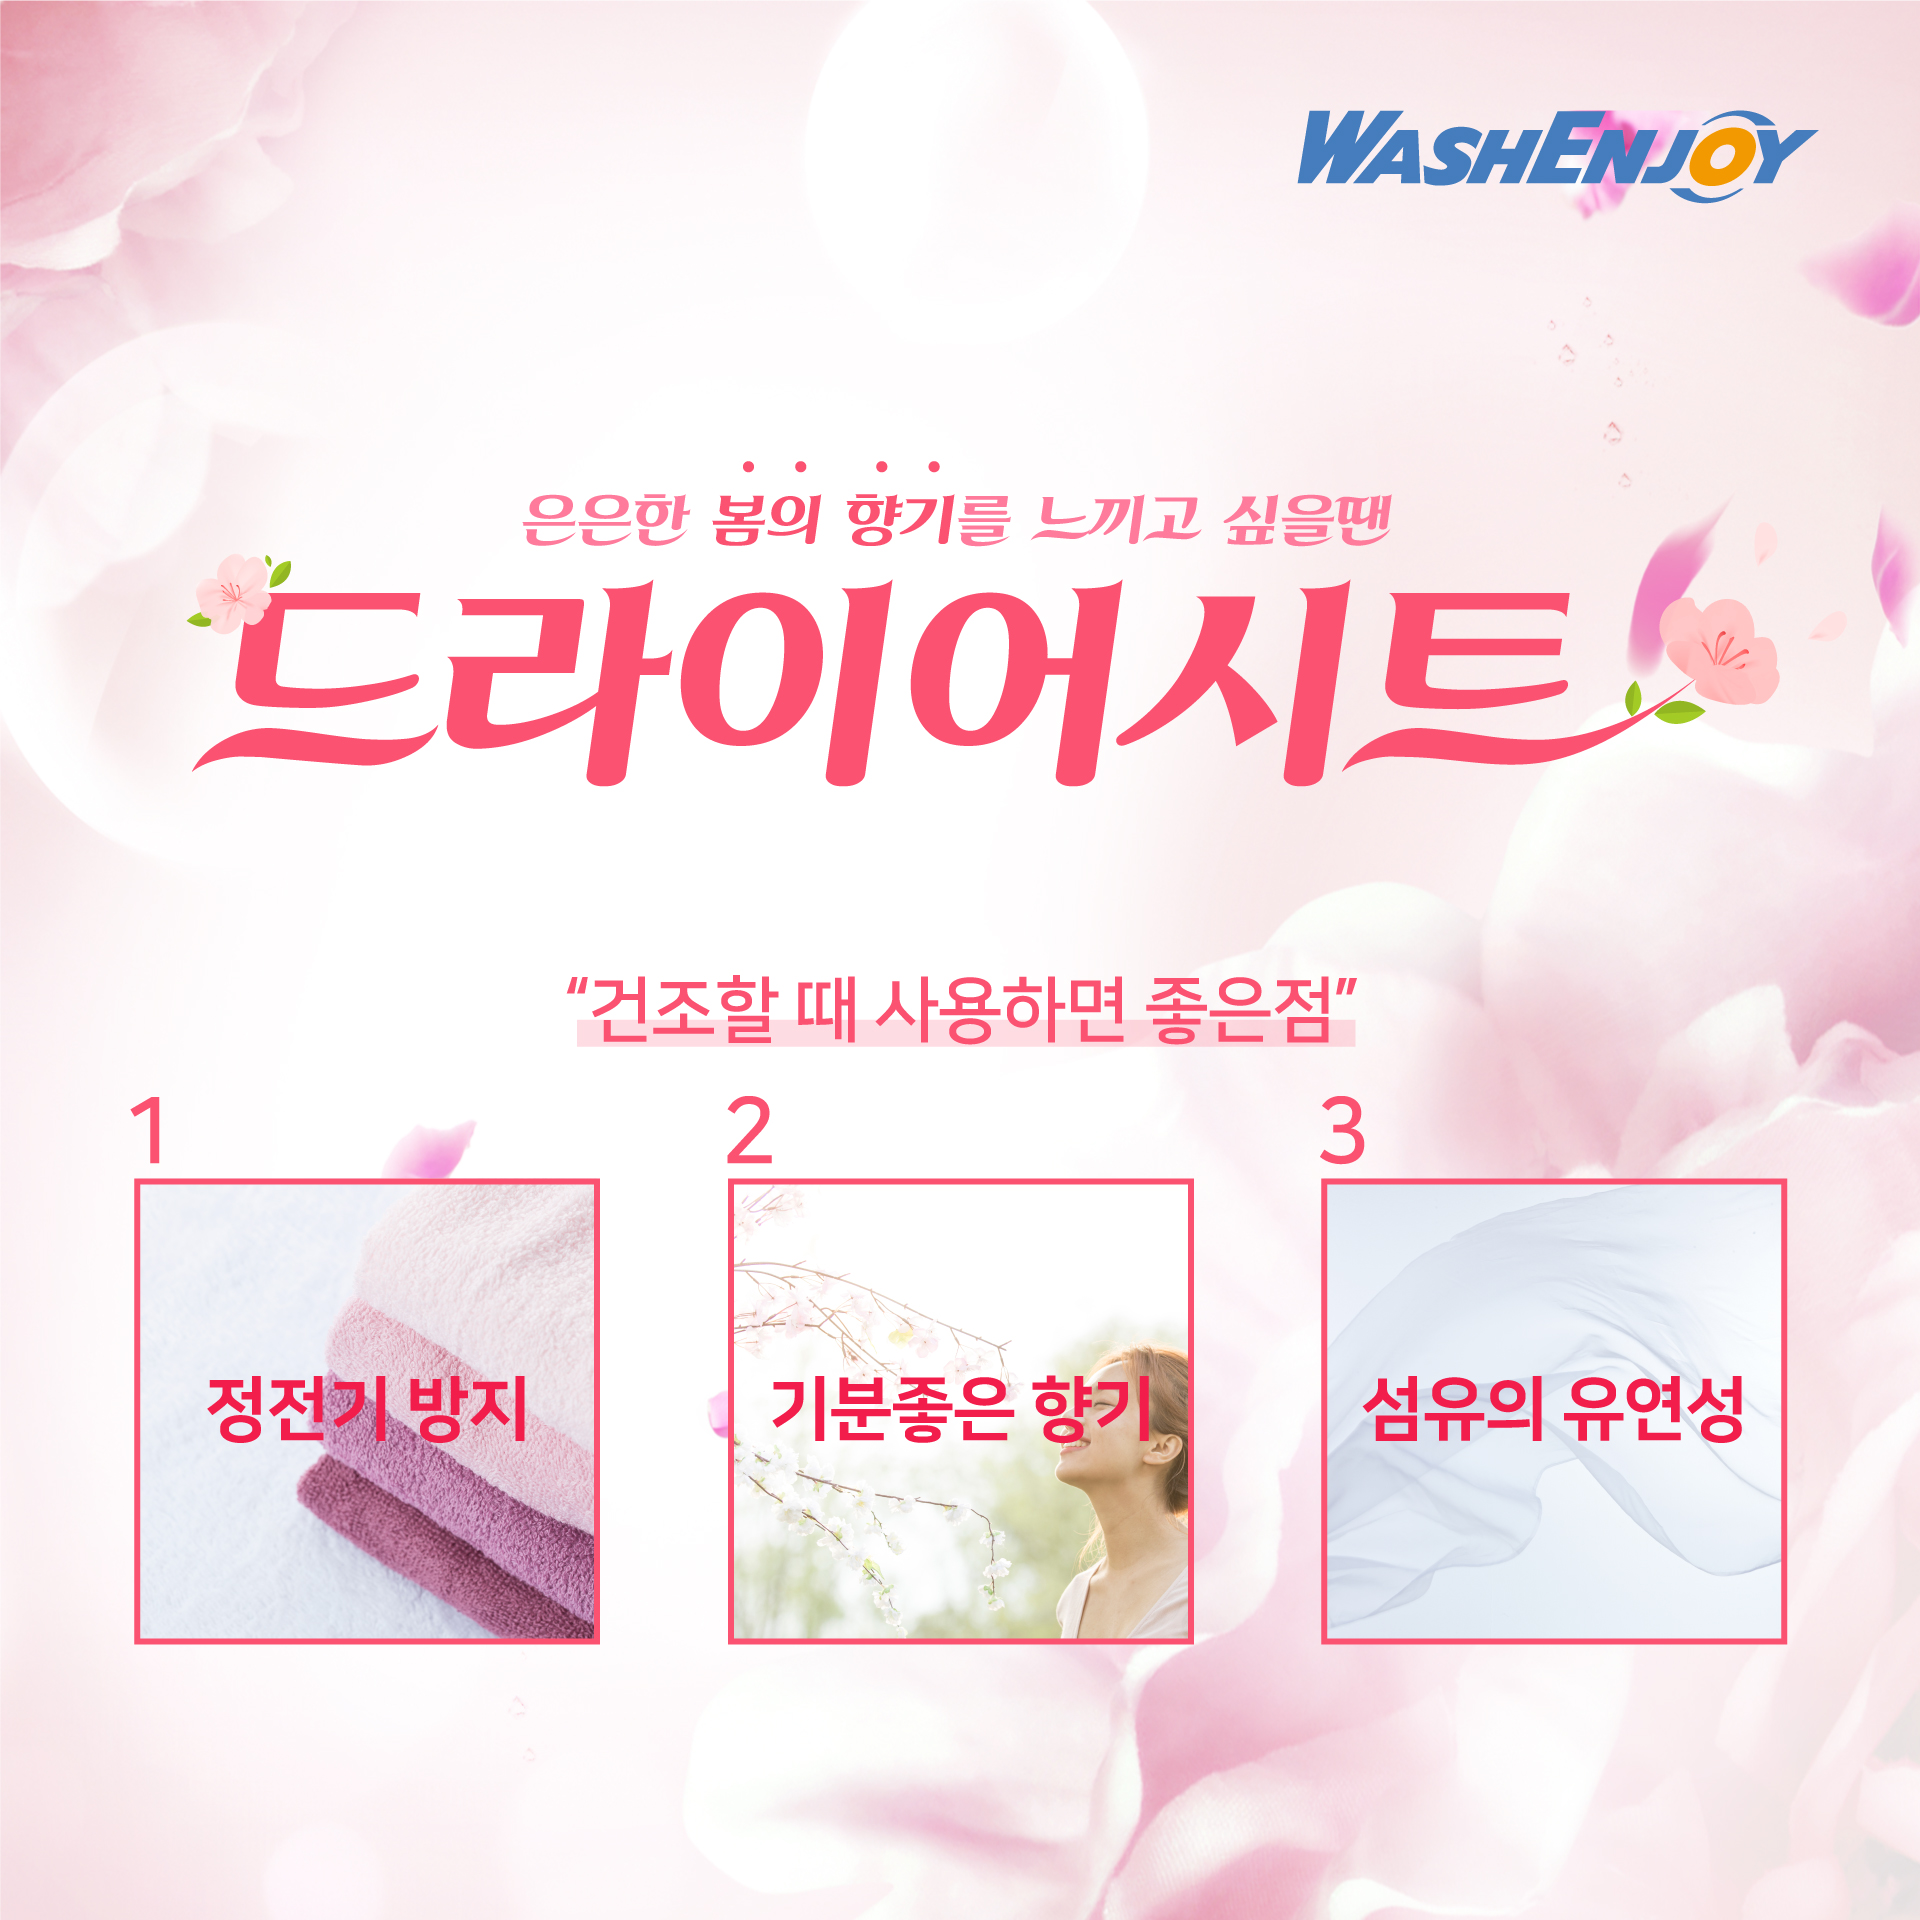 WASHENJOY
은은한 봄의 향기를 느끼고 싶을땐
드라이어시트
“건조할 때 사용하면 좋은점”
1
정전기 방지
2
기분좋은 향기
3
섬유의 유연성